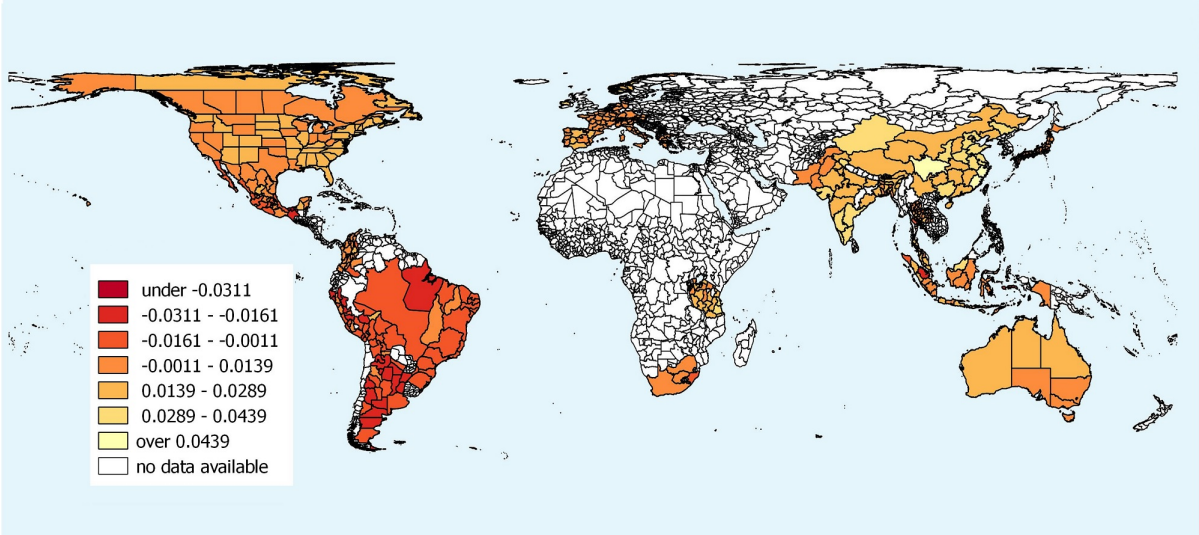 under -0.0311
-0.0311 - -0.0161
-0.0161 - -0.0011
-0.0011 - 0.0139
0.0139 - 0.0289
0.0289 - 0.0439
over 0.0439
no data available